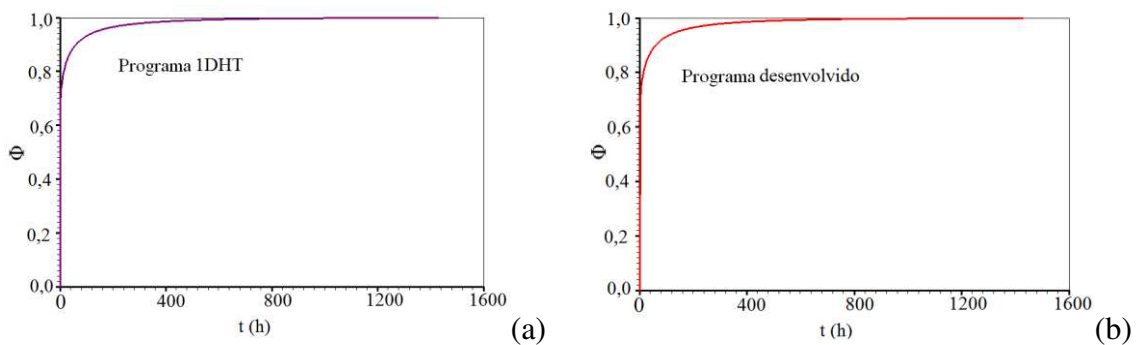 1,0
0,8
0,6
0,4
0,2
0,0
Φ
Programa 1DHT
0 400 800 1200 1600
t (h)
(a)
1,0
0,8
0,6
0,4
0,2
0,0
Φ
Programa desenvolvido
0 400 800 1200 1600
t (h)
(b)